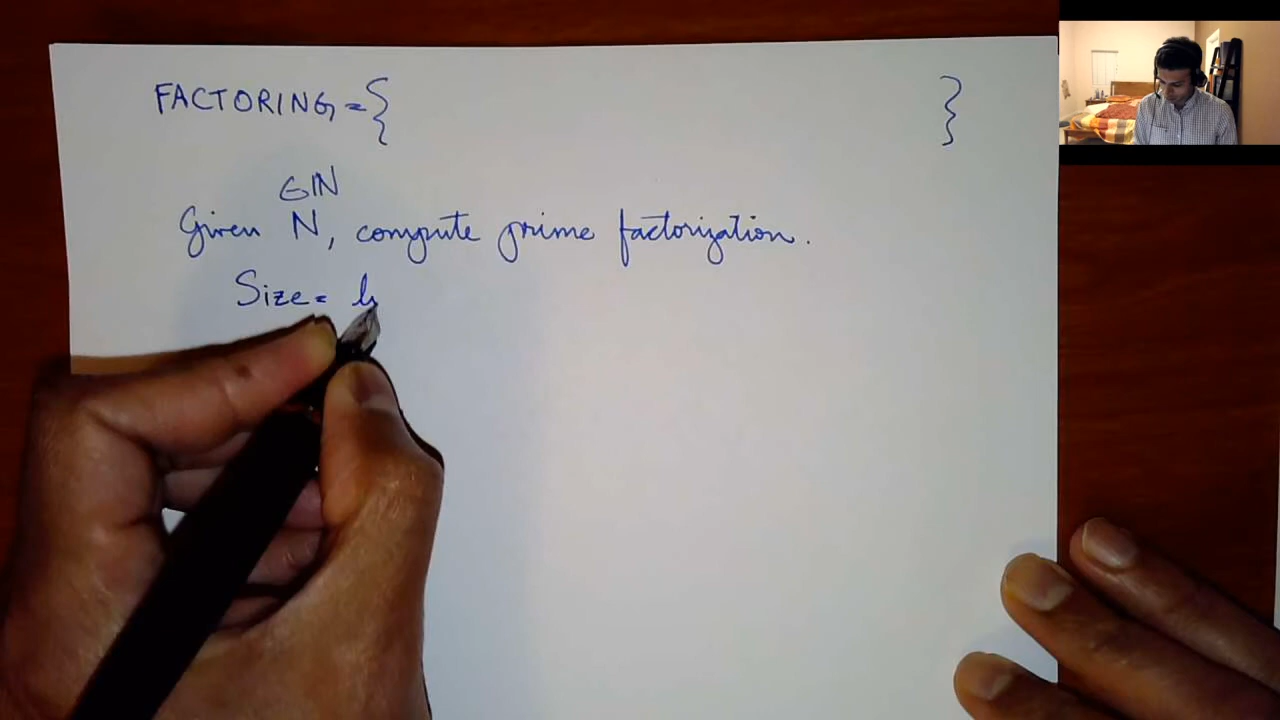 FACTORING = { }
∈ ℕ
Given N, compute prime factorization.
Size =